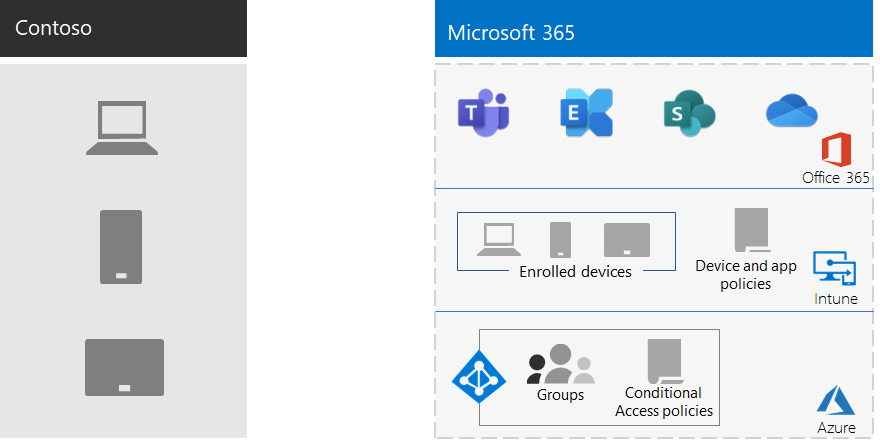 Contoso
Microsoft 365
T
E
S
Office 365
Enrolled devices
Device and app
policies
Intune
Groups
Conditional
Access policies
Azure